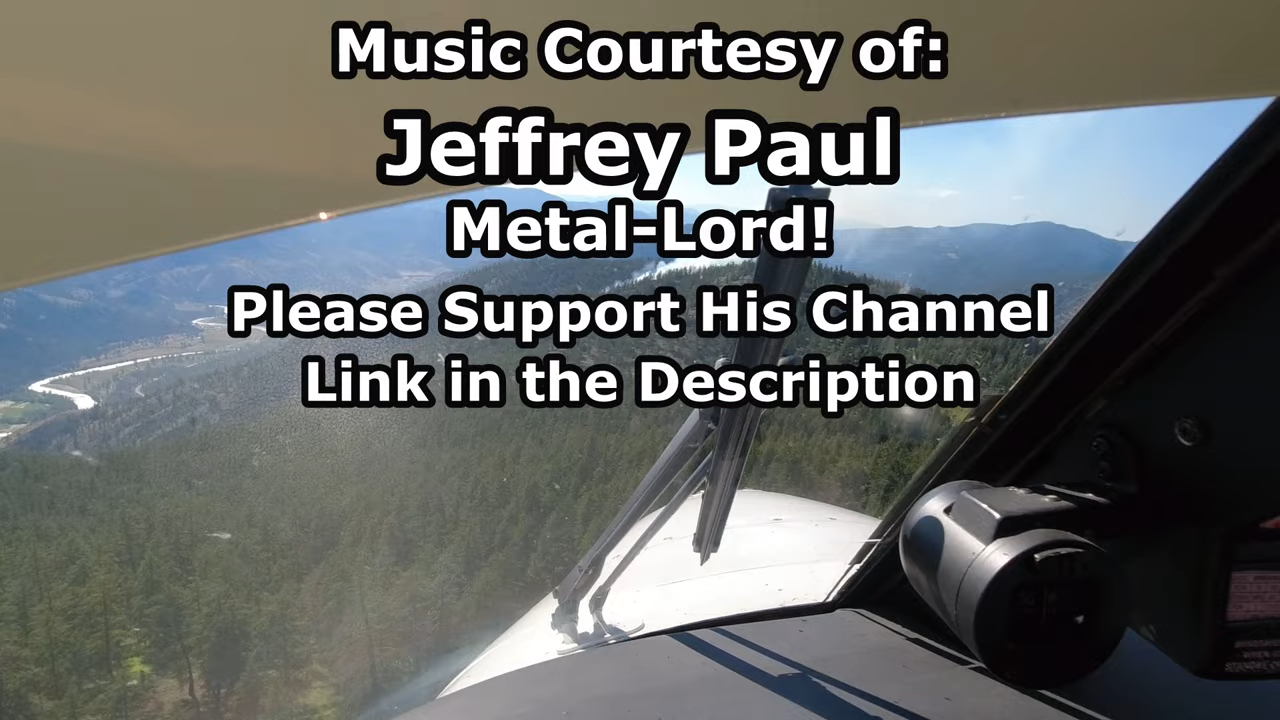 Music Courtesy of:
Jeffrey Paul
Metal-Lord!
Please Support His Channel
Link in the Description